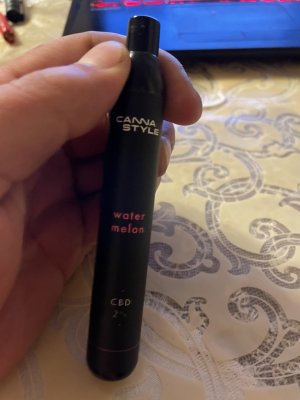 CANNA
STYLE
water
melon
CBD
2%